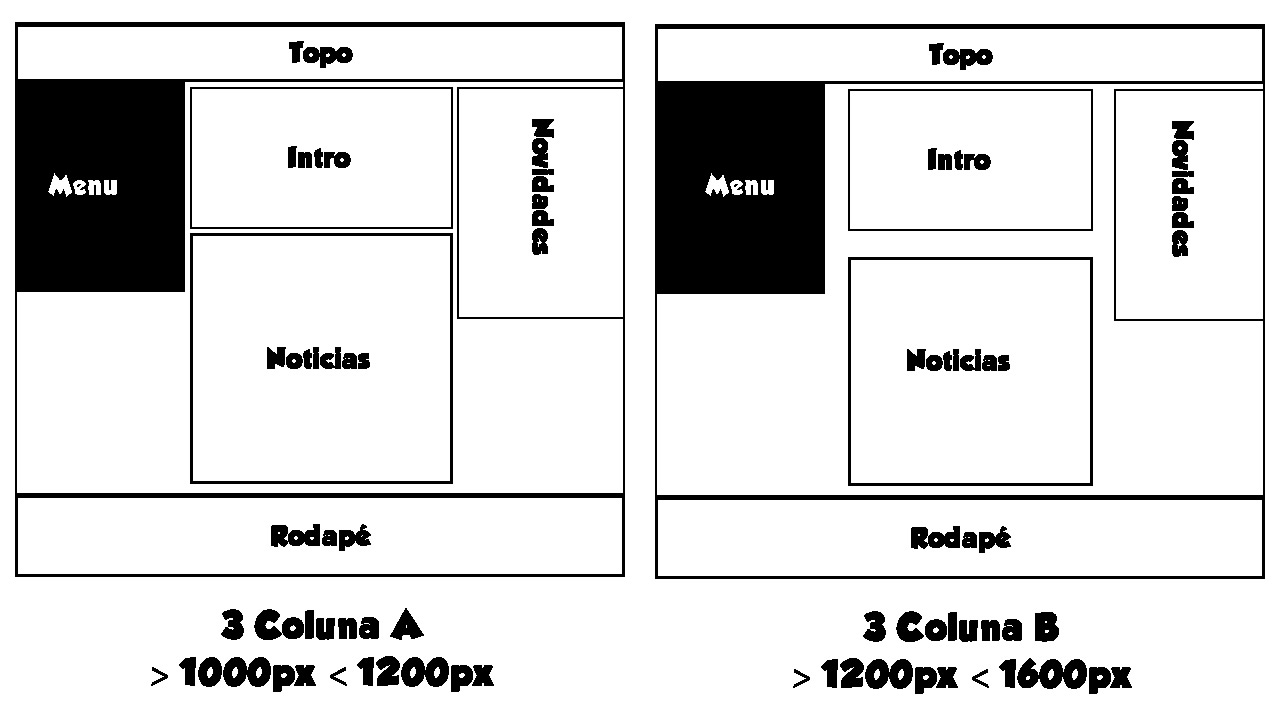 Topo
Menu
Intro
Novidades
Noticias
Rodapé
3 Coluna A
> 1000px < 1200px
Topo
Menu
Intro
Novidades
Noticias
Rodapé
3 Coluna B
> 1200px < 1600px